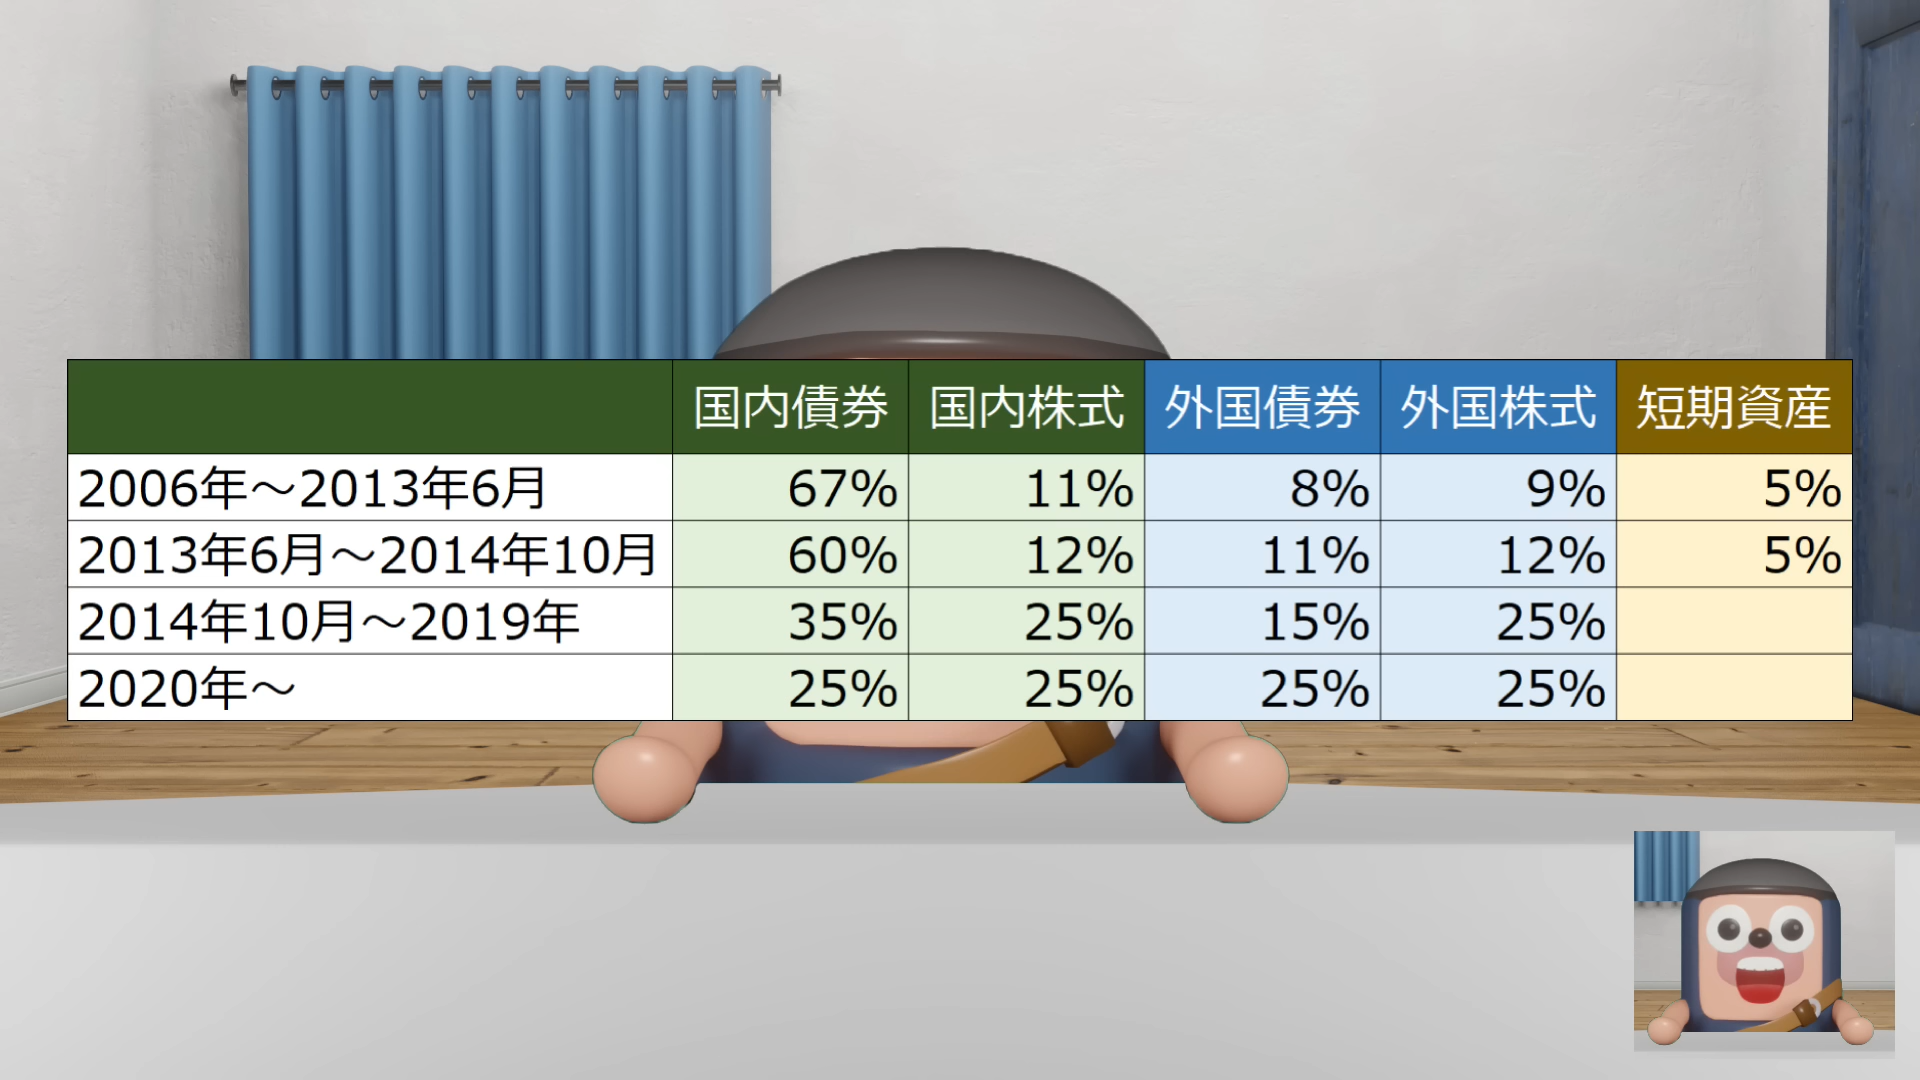 国内債券 国内株式 外国債券 外国株式 短期資産
2006年～2013年6月 67% 11% 8% 9% 5%
2013年6月～2014年10月 60% 12% 11% 12% 5%
2014年10月～2019年 35% 25% 15% 25%
2020年～ 25% 25% 25% 25%